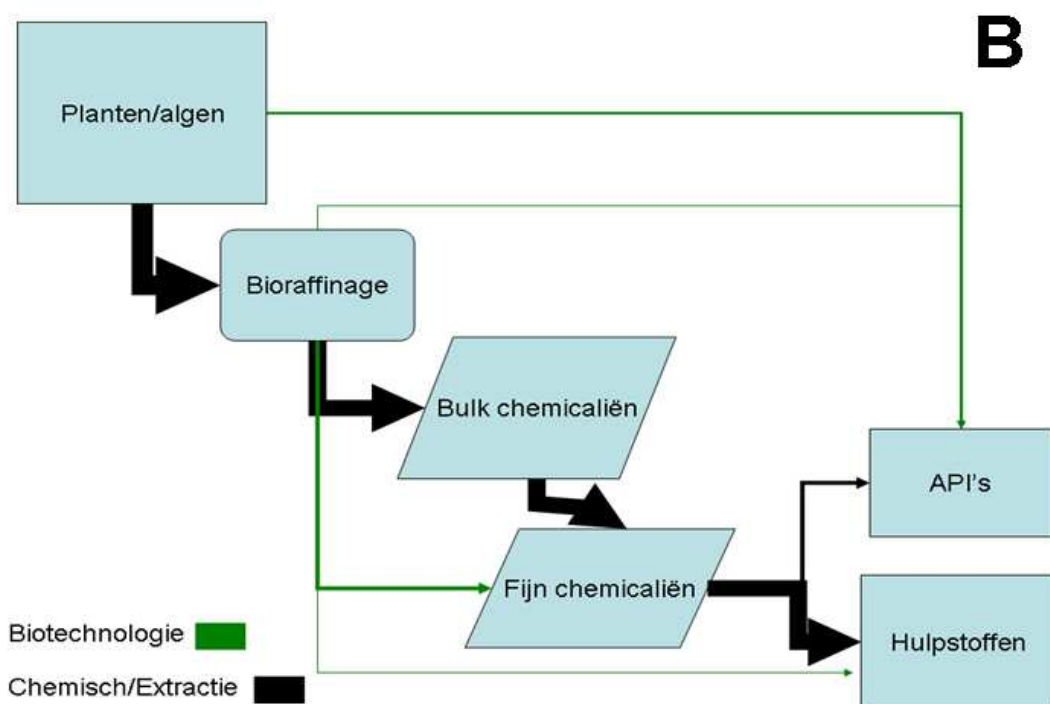 B
Planten/algen
Bioraffinage
Bulk chemicaliën
API's
Fijn chemicaliën
Hulpstoffen
Biotechnologie
Chemisch/Extractie